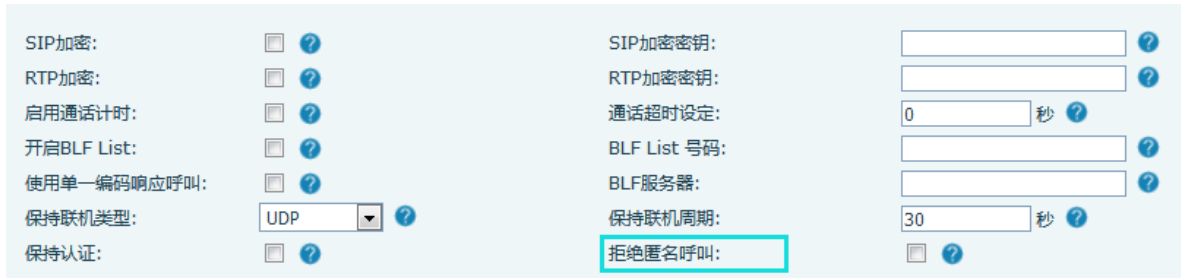 SIP加密: SIP加密密钥:
RTP加密: RTP加密密钥:
启用通话计时: 通话超时设定: 0 秒
开启BLF List: BLF List 号码:
使用单一编码响应呼叫: BLF服务器:
保持联机类型: UDP 保持联机周期: 30 秒
保持认证: 拒绝匿名呼叫: